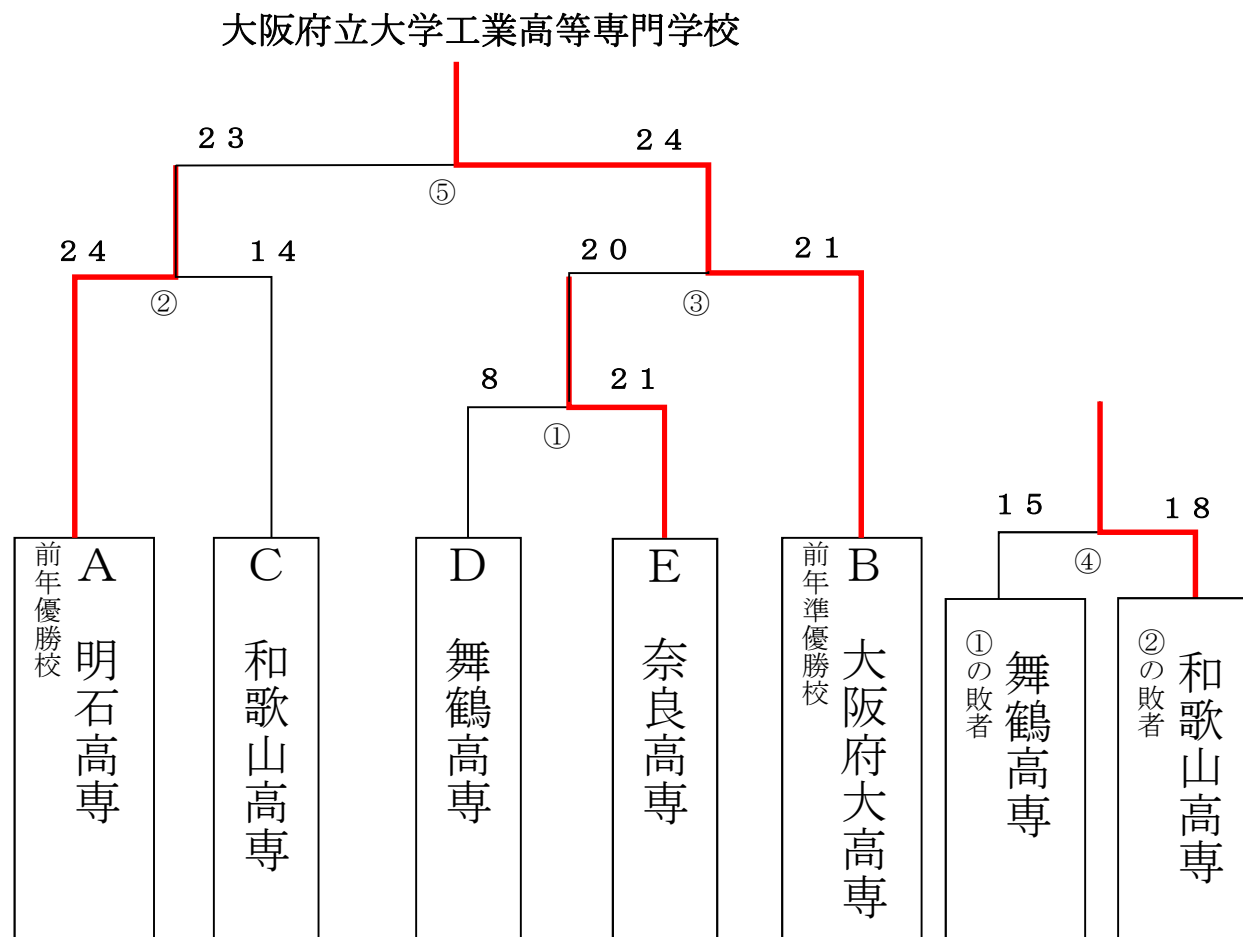 大阪府立大学工業高等専門学校
２３
２４
⑤
２４
１４
２０
２１
②
③
８
２１
①
１５
１８
④
A
前年優勝校
明石高専
C
和歌山高専
D
舞鶴高専
E
奈良高専
B
前年準優勝校
大阪府大高専
①の敗者
舞鶴高専
②の敗者
和歌山高専